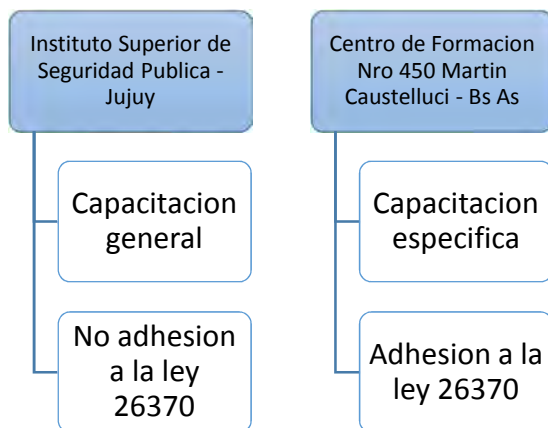 Instituto Superior de
Seguridad Publica -
Jujuy
Capacitacion
general
No adhesion
a la ley
26370
Centro de Formacion
Nro 450 Martin
Caustelluci - Bs As
Capacitacion
especifica
Adhesion a la
ley 26370